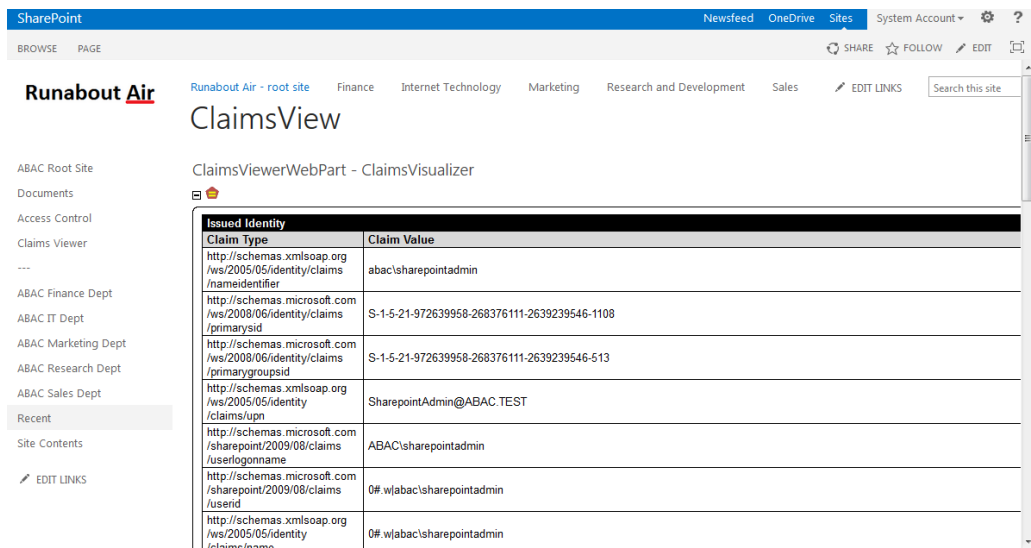 SharePoint
Newsfeed OneDrive Sites System Account ?
BROWSE PAGE
SHARE FOLLOW EDIT
Runabout Air
Runabout Air - root site Finance Internet Technology Marketing Research and Development Sales EDIT LINKS Search this site
ClaimsView
ABAC Root Site
Documents
Access Control
Claims Viewer
---
ABAC Finance Dept
ABAC IT Dept
ABAC Marketing Dept
ABAC Research Dept
ABAC Sales Dept
Recent
Site Contents
EDIT LINKS
ClaimsViewerWebPart - ClaimsVisualizer
Issued Identity
Claim Type Claim Value
http://schemas.xmlsoap.org
/ws/2005/05/identity/claims
/nameidentifier
abac\sharepointadmin
http://schemas.microsoft.com
/ws/2008/06/identity/claims
/primarysid
S-1-5-21-972639958-268376111-2639239546-1108
http://schemas.microsoft.com
/ws/2008/06/identity/claims
/primarygroupsid
S-1-5-21-972639958-268376111-2639239546-513
http://schemas.xmlsoap.org
/ws/2005/05/identity
/claims/upn
SharepointAdmin@ABAC.TEST
http://schemas.microsoft.com
/sharepoint/2009/08/claims
/userlogonname
ABAC\sharepointadmin
http://schemas.microsoft.com
/sharepoint/2009/08/claims
/userid
0#.w|abac\sharepointadmin
http://schemas.xmlsoap.org
/ws/2005/05/identity
/claims/name
0#.w|abac\sharepointadmin